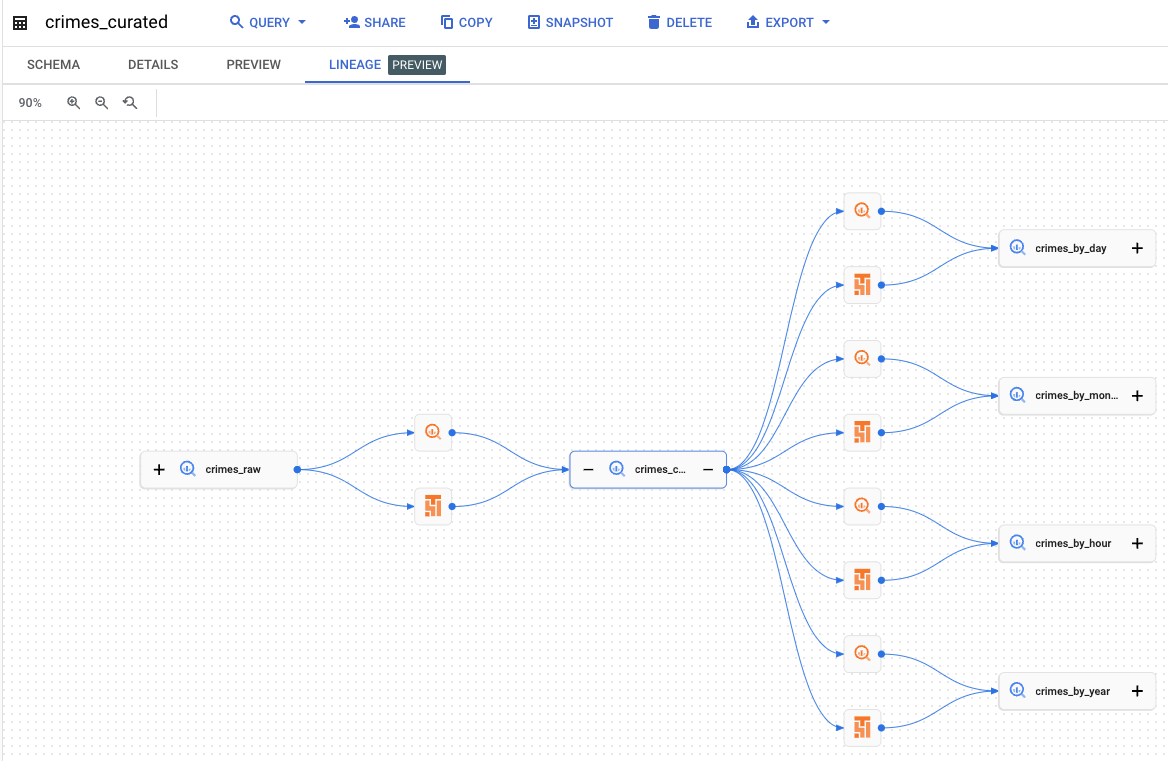 crimes_curated
QUERY SHARE COPY SNAPSHOT DELETE EXPORT
SCHEMA DETAILS PREVIEW LINEAGE PREVIEW
90%
crimes_by_day
crimes_by_mon...
crimes_raw
crimes_c...
crimes_by_hour
crimes_by_year